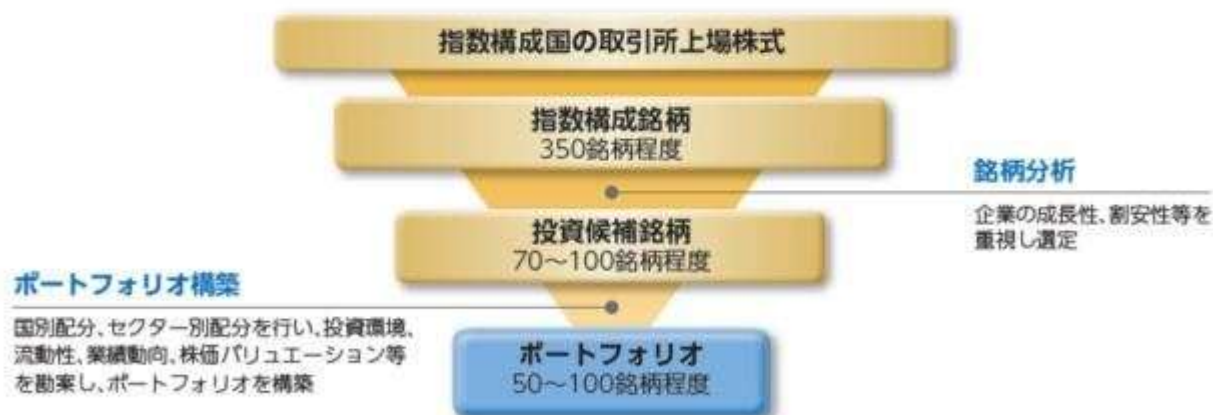 指数構成国の取引所上場株式
指数構成銘柄
350銘柄程度
銘柄分析
企業の成長性、割安性等を
重視し選定
投資候補銘柄
70～100銘柄程度
ポートフォリオ構築
国別配分、セクター別配分を行い、投資環境、
流動性、業績動向、株価バリュエーション等
を勘案し、ポートフォリオを構築
ポートフォリオ
50～100銘柄程度